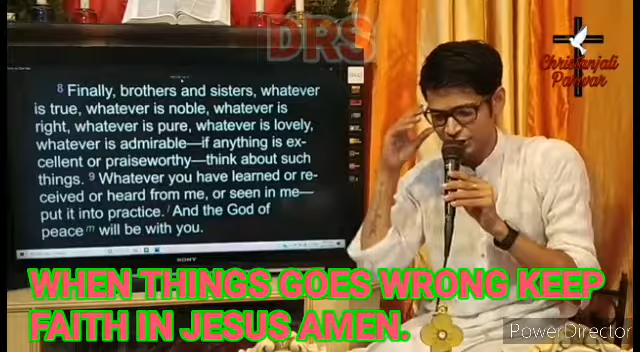 DRS
Christanjali
Parivar
8 Finally, brothers and sisters, whatever
is true, whatever is noble, whatever is
right, whatever is pure, whatever is lovely,
whatever is admirable—if anything is ex-
cellent or praiseworthy—think about such
things. 9 Whatever you have learned or re-
ceived or heard from me, or seen in me—
put it into practice. And the God of
peace m will be with you.
SONY
WHEN THINGS GOES WRONG KEEP
FAITH IN JESUS AMEN.
PowerDirector